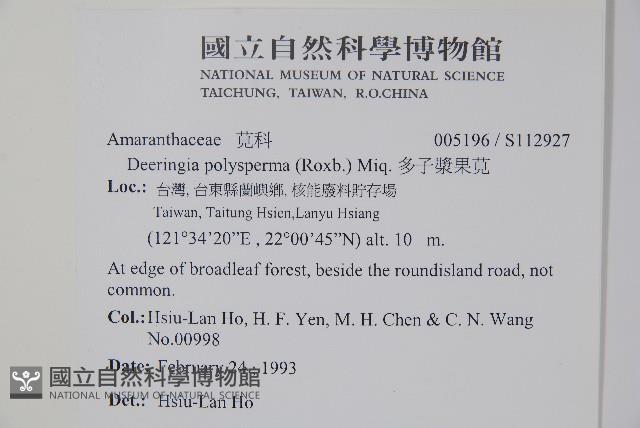 國立自然科學博物館
NATIONAL MUSEUM OF NATURAL SCIENCE
TAICHUNG, TAIWAN, R.O.CHINA
Amaranthaceae 莧科 005196 / S112927
Deeringia polysperma (Roxb.) Miq. 多子漿果莧
Loc.: 台灣, 台東縣蘭嶼鄉, 核能廢料貯存場
Taiwan, Taitung Hsien,Lanyu Hsiang
(121°34'20"E , 22°00'45"N) alt. 10 m.
At edge of broadleaf forest, beside the roundisland road, not
common.
Col.:Hsiu-Lan Ho, H. F. Yen, M. H. Chen & C. N. Wang
No.00998
Date: February 24, 1993
國立自然科學博物館
NATIONAL MUSEUM OF NATURAL SCIENCE
Det.: Hsiu-Lan Ho